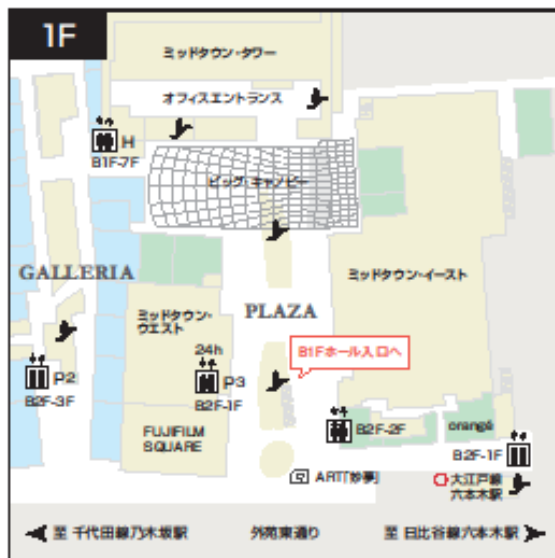 1F
ミッドタウン・タワー
オフィスエントランス
H
B1F-7F
ビッグ・キャノピー
GALLERIA
ミッドタウン・イースト
ミッドタウン・
ウエスト
PLAZA
24h
B1Fホール入口へ
P2
P3
B2F-3F
B2F-1F
FUJIFILM
SQUARE
B2F-2F
orangé
B2F-1F
ART「妙夢」
大江戸線
六本木駅
至 千代田線乃木坂駅
外苑東通り
至 日比谷線六本木駅